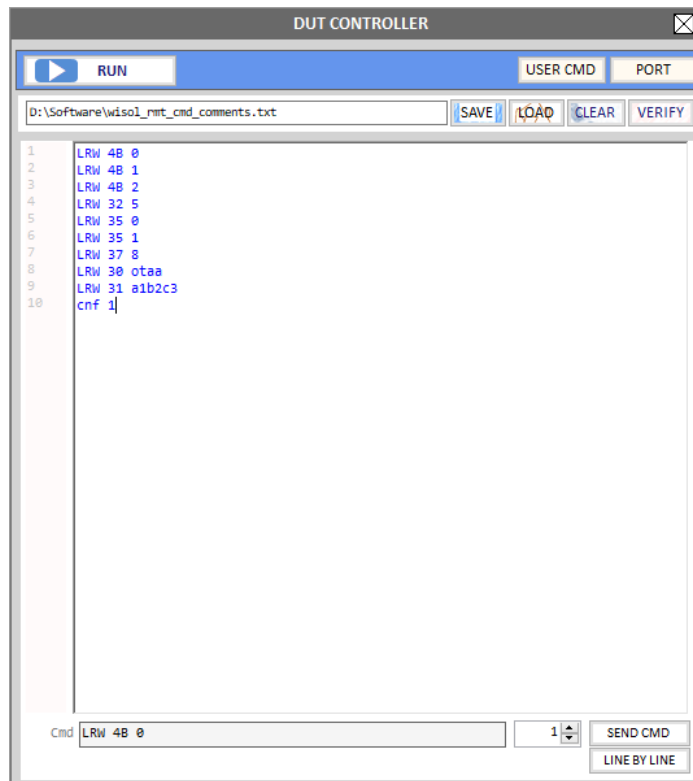 DUT CONTROLLER
RUN
USER CMD
PORT
D:\Software\wisol_rmt_cmd_comments.txt
SAVE
LOAD
CLEAR
VERIFY
1 LRW 4B 0
2 LRW 4B 1
3 LRW 4B 2
4 LRW 32 5
5 LRW 35 0
6 LRW 35 1
7 LRW 37 8
8 LRW 30 otaa
9 LRW 31 a1b2c3
10 cnf 1
Cmd LRW 4B 0
1
SEND CMD
LINE BY LINE